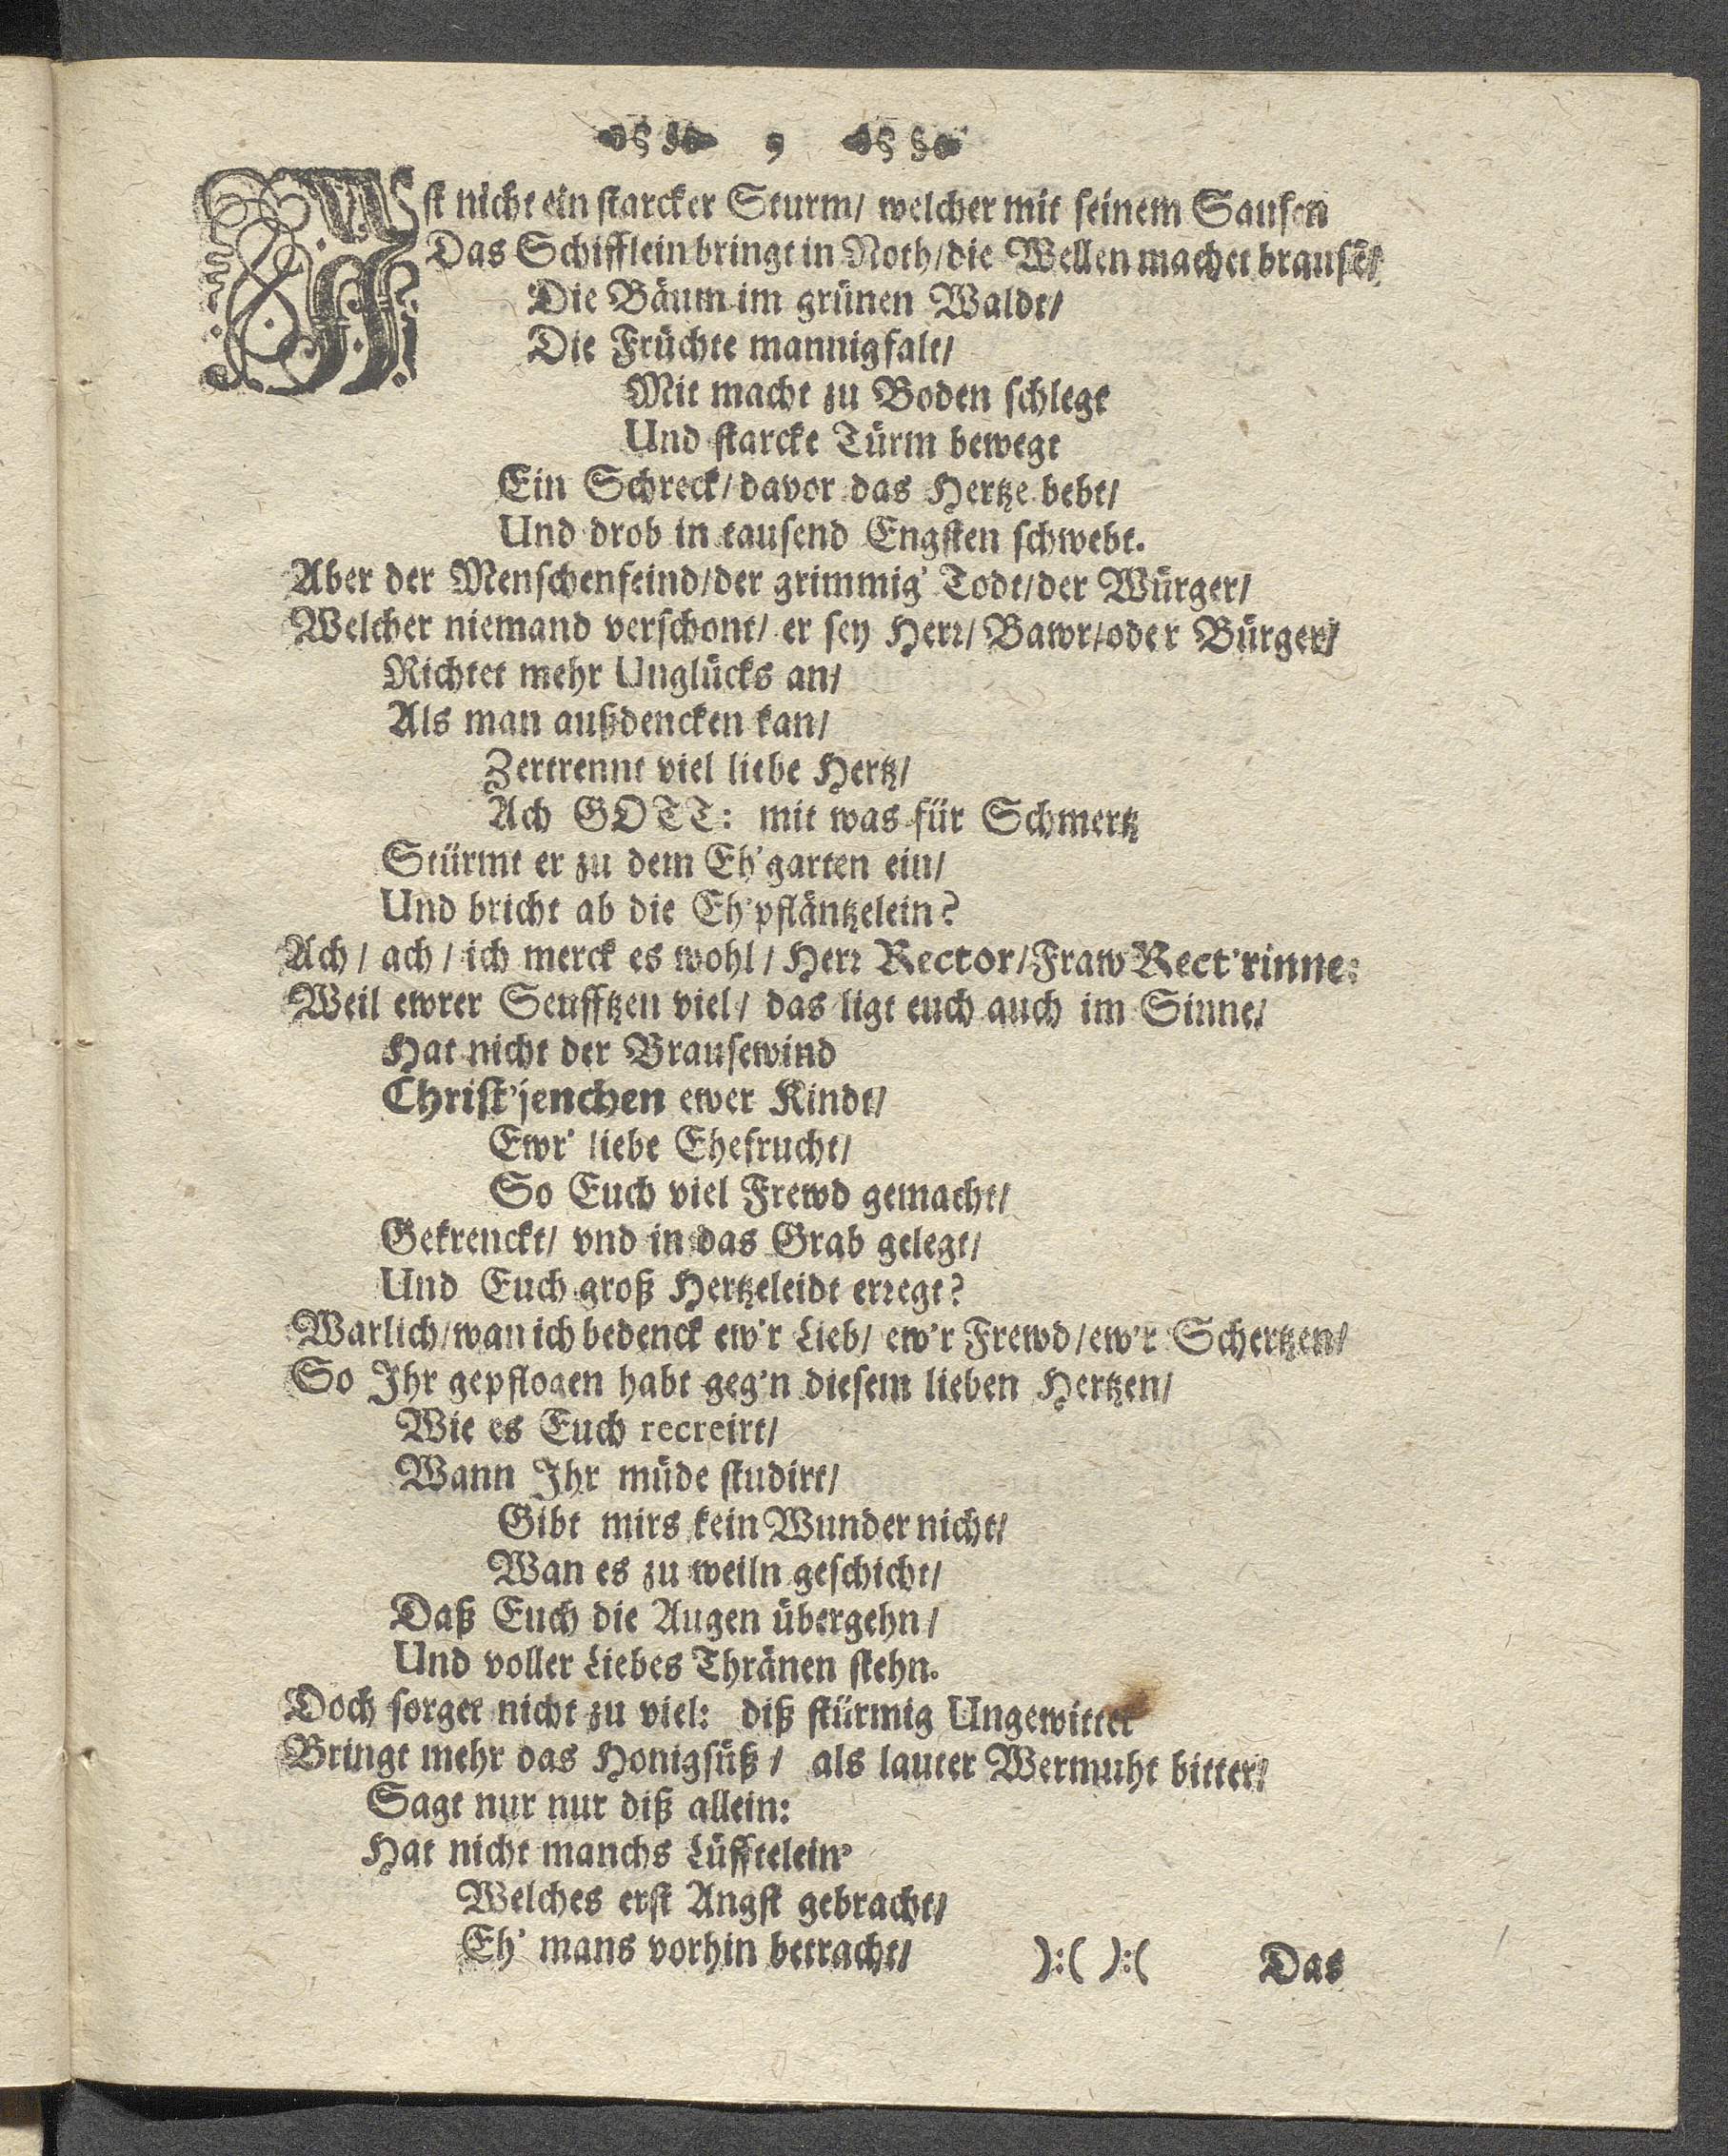 9
Ist nicht ein starcker Sturm/ welcher mit seinem Sausen
Das Schifflein bringt in Noth/die Wellen machet brausẽ/
Die Bäum im grünen Waldt/
Die Früchte mannigfalt/
Mit macht zu Boden schlegt
Und starcke Türm bewegt
Ein Schreck/davor das Hertze bebt/
Und drob in tausend Engsten schwebt.
Aber der Menschenfeind/der grimmig' Todt/der Würger/
Welcher niemand verschont/ er sey Herr/ Bawr/oder Bürger/
Richtet mehr Unglücks an/
Als man außdencken kan/
Zertrennt viel liebe Hertz/
Ach GOTT: mit was für Schmertz
Stürmt er zu dem Eh'garten ein/
Und bricht ab die Eh'pfläntzelein?
Ach/ ach/ ich merck es wohl/ Herr Rector/Fraw Rect'rinne:
Weil ewrer Seufftzen viel/ das ligt euch auch im Sinne/
Hat nicht der Brausewind
Christ'jenchen ewer Kindt/
Ewr' liebe Ehefrucht/
So Euch viel Frewd gemacht/
Gekrenckt/ vnd in das Grab gelegt/
Und Euch groß Hertzeleidt erregt?
Warlich/wan ich bedenck ew'r Lieb/ ew'r Frewd/ew'r Schertzen/
So Ihr gepflogen habt geg'n diesem lieben Hertzen/
Wie es Euch recreirt/
Wann Ihr müde studirt/
Gibt mirs kein Wunder nicht/
Wan es zu weiln geschicht/
Daß Euch die Augen übergehn/
Und voller Liebes Thränen stehn.
Doch sorget nicht zu viel: diß stürmig Ungewitter
Bringt mehr das Honigsüß/ als lauter Wermuht bitter/
Sagt nur nur diß allein:
Hat nicht manchs Lüfftelein'
Welches erst Angst gebracht/
Eh' mans vorhin betracht/
):( ):( Das